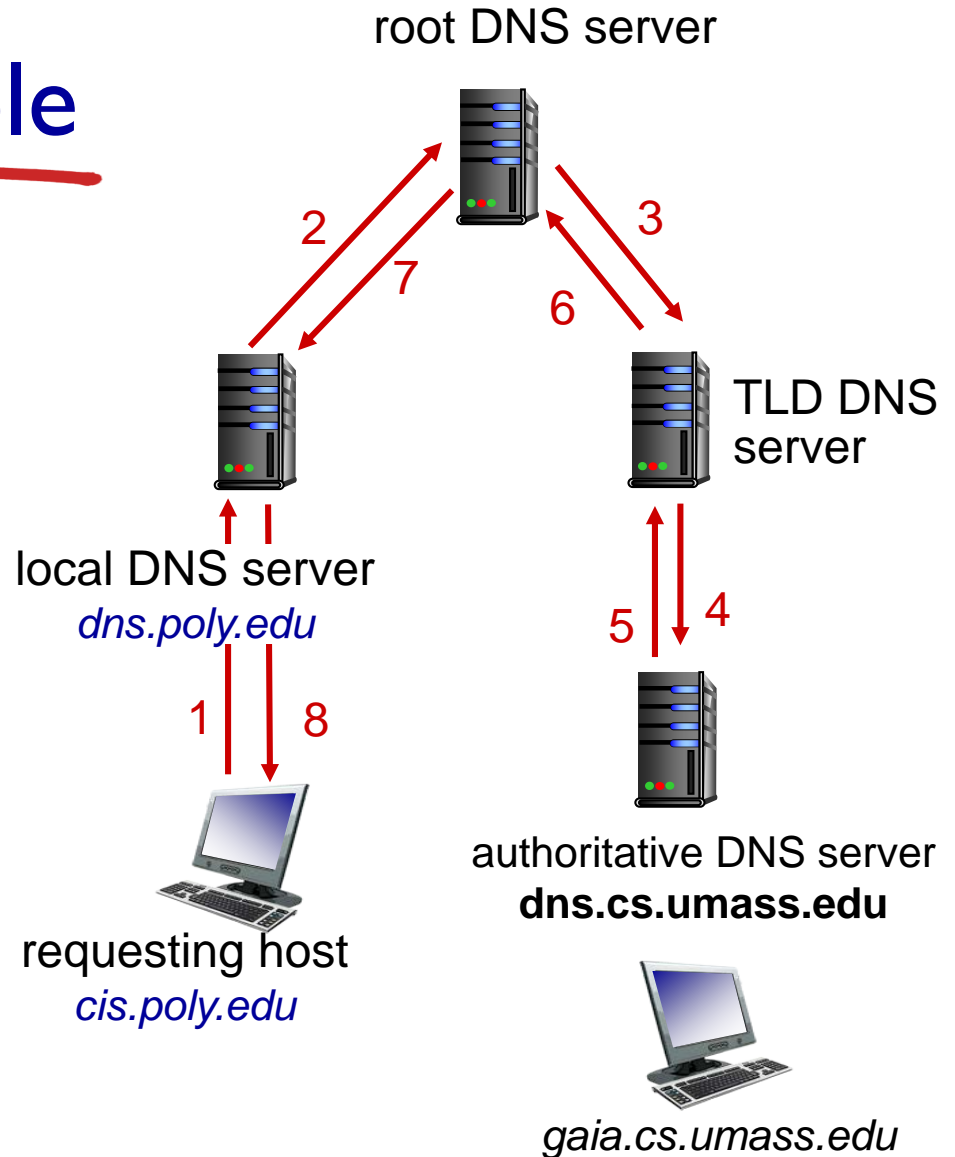 root DNS server
le
2
3
7
6
TLD DNS
server
local DNS server
dns.poly.edu
5
4
1
8
authoritative DNS server
dns.cs.umass.edu
requesting host
cis.poly.edu
gaia.cs.umass.edu